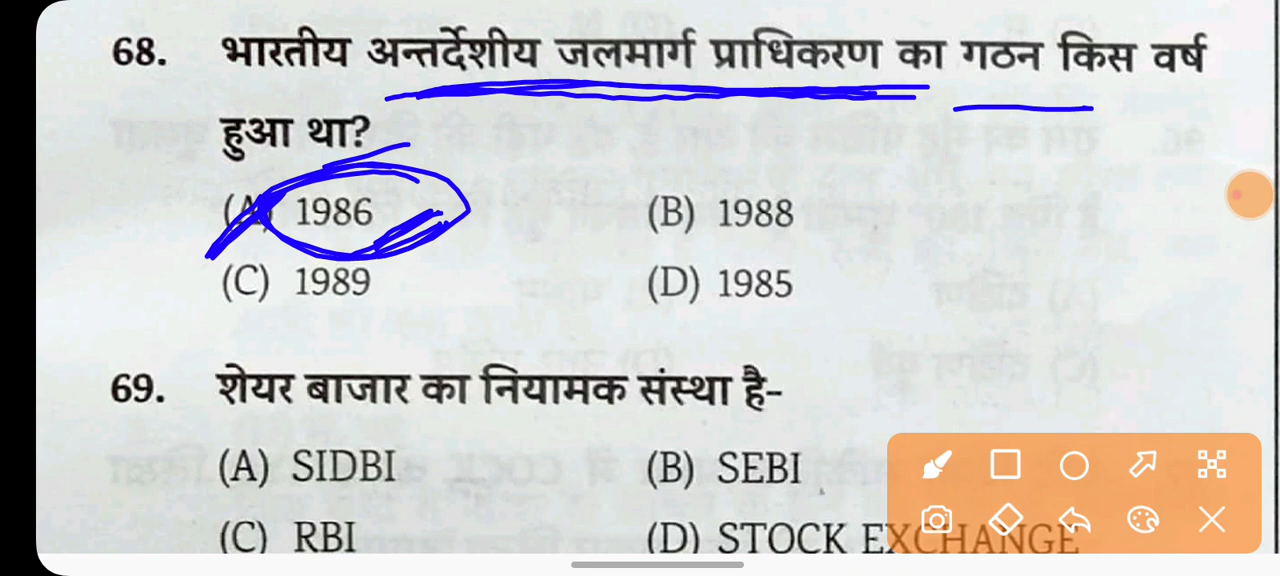 68. भारतीय अन्तर्देशीय जलमार्ग प्राधिकरण का गठन किस वर्ष
हुआ था?
(A) 1986 (B) 1988
(C) 1989 (D) 1985
69. शेयर बाजार का नियामक संस्था है-
(A) SIDBI (B) SEBI
(C) RBI (D) STOCK EXCHANGE